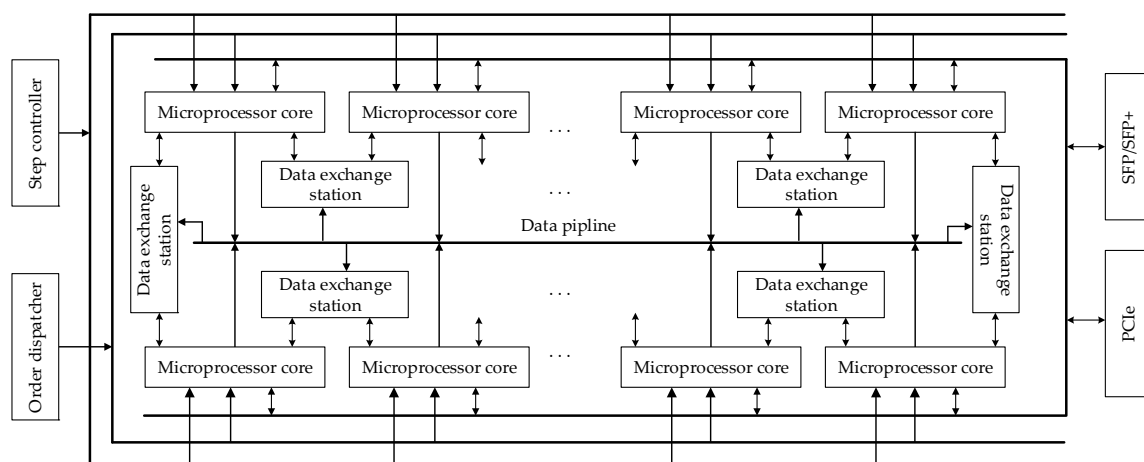 Step controller
Order dispatcher
Microprocessor core
Microprocessor core
. . .
Microprocessor core
Microprocessor core
Data exchange
station
Data exchange
station
. . .
Data exchange
station
Data exchange
station
Data pipline
Data exchange
station
. . .
Data exchange
station
Microprocessor core
Microprocessor core
. . .
Microprocessor core
Microprocessor core
SFP/SFP+
PCIe